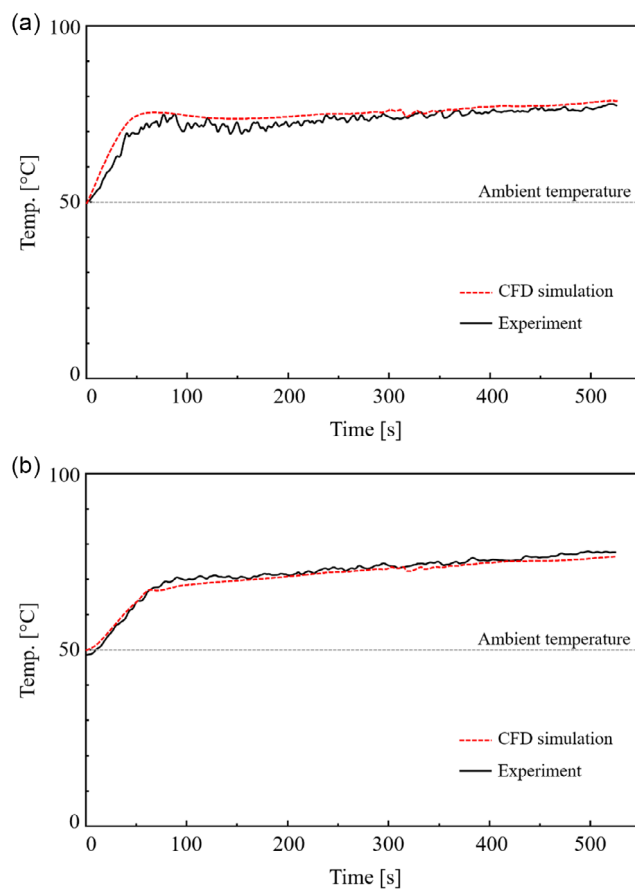 (a)
100
50
0
Temp. [°C]
Ambient temperature
CFD simulation
Experiment
0 100 200 300 400 500
Time [s]
(b)
100
50
0
Temp. [°C]
Ambient temperature
CFD simulation
Experiment
0 100 200 300 400 500
Time [s]